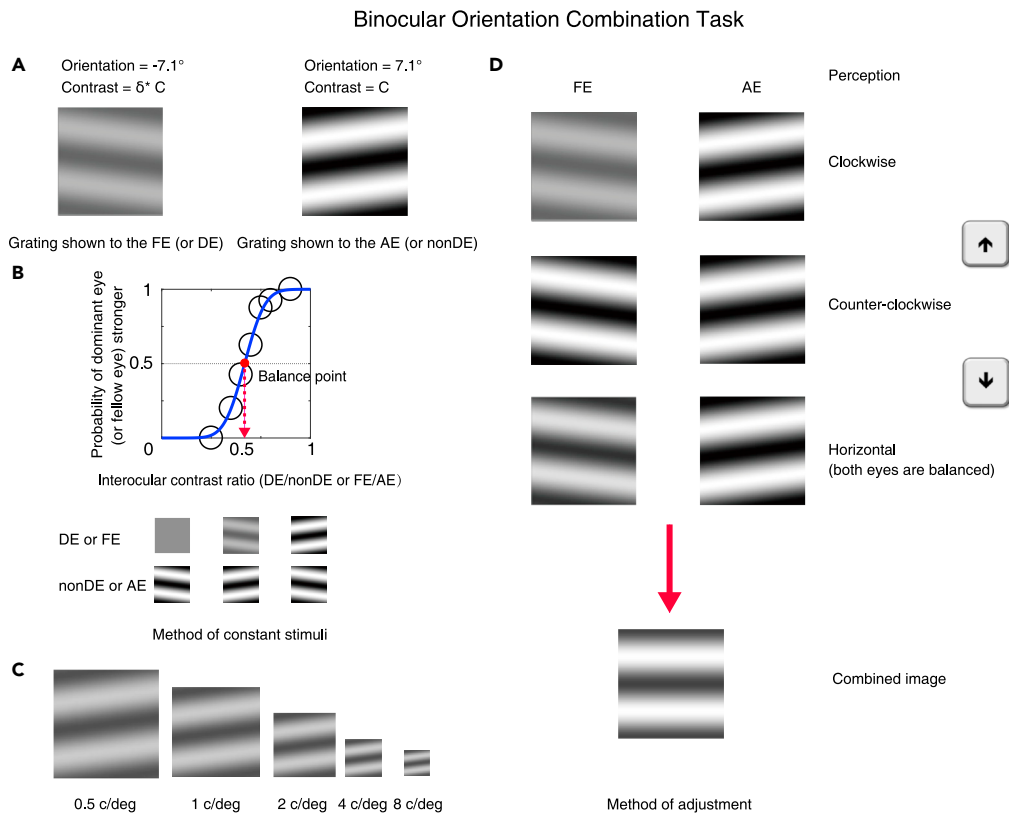 Binocular Orientation Combination Task
A
Orientation = -7.1°
Contrast = δ* C
Orientation = 7.1°
Contrast = C
Grating shown to the FE (or DE)
Grating shown to the AE (or nonDE)
B
Probability of dominant eye
(or fellow eye) stronger
1
0.5
0
0.5
1
Balance point
Interocular contrast ratio (DE/nonDE or FE/AE)
DE or FE
nonDE or AE
Method of constant stimuli
C
0.5 c/deg
1 c/deg
2 c/deg
4 c/deg
8 c/deg
D
FE
AE
Perception
Clockwise
Counter-clockwise
Horizontal
(both eyes are balanced)
Combined image
Method of adjustment